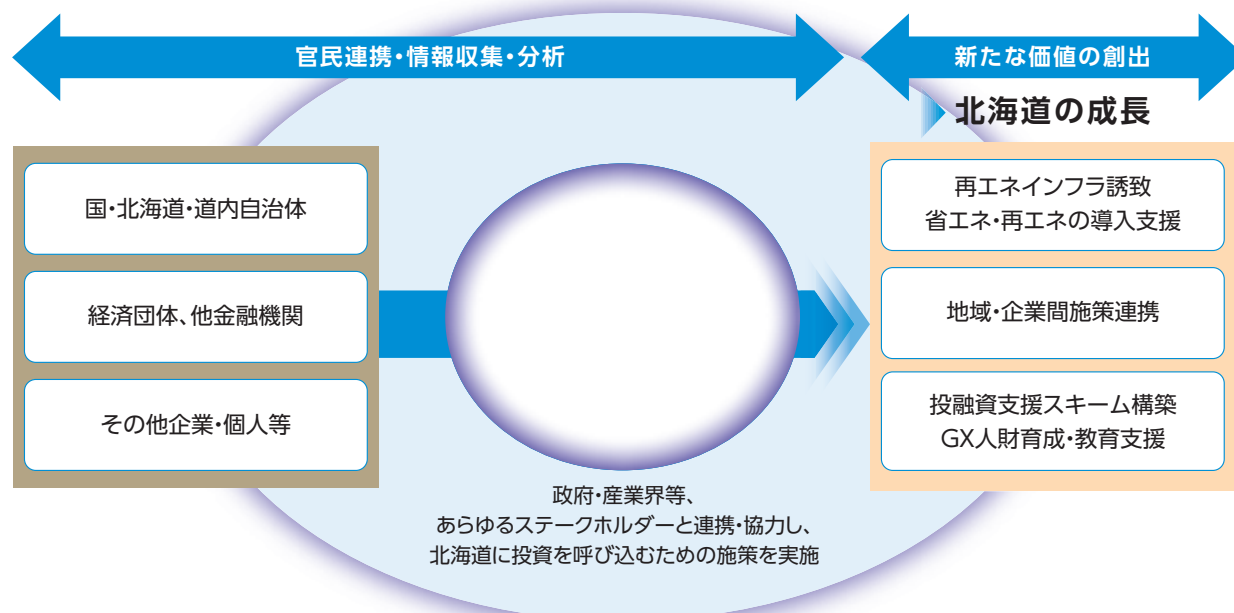 官民連携・情報収集・分析
新たな価値の創出
北海道の成長
国・北海道・道内自治体
経済団体、他金融機関
その他企業・個人等
再エネインフラ誘致
省エネ・再エネの導入支援
地域・企業間施策連携
投融資支援スキーム構築
GX人財育成・教育支援
政府・産業界等、
あらゆるステークホルダーと連携・協力し、
北海道に投資を呼び込むための施策を実施